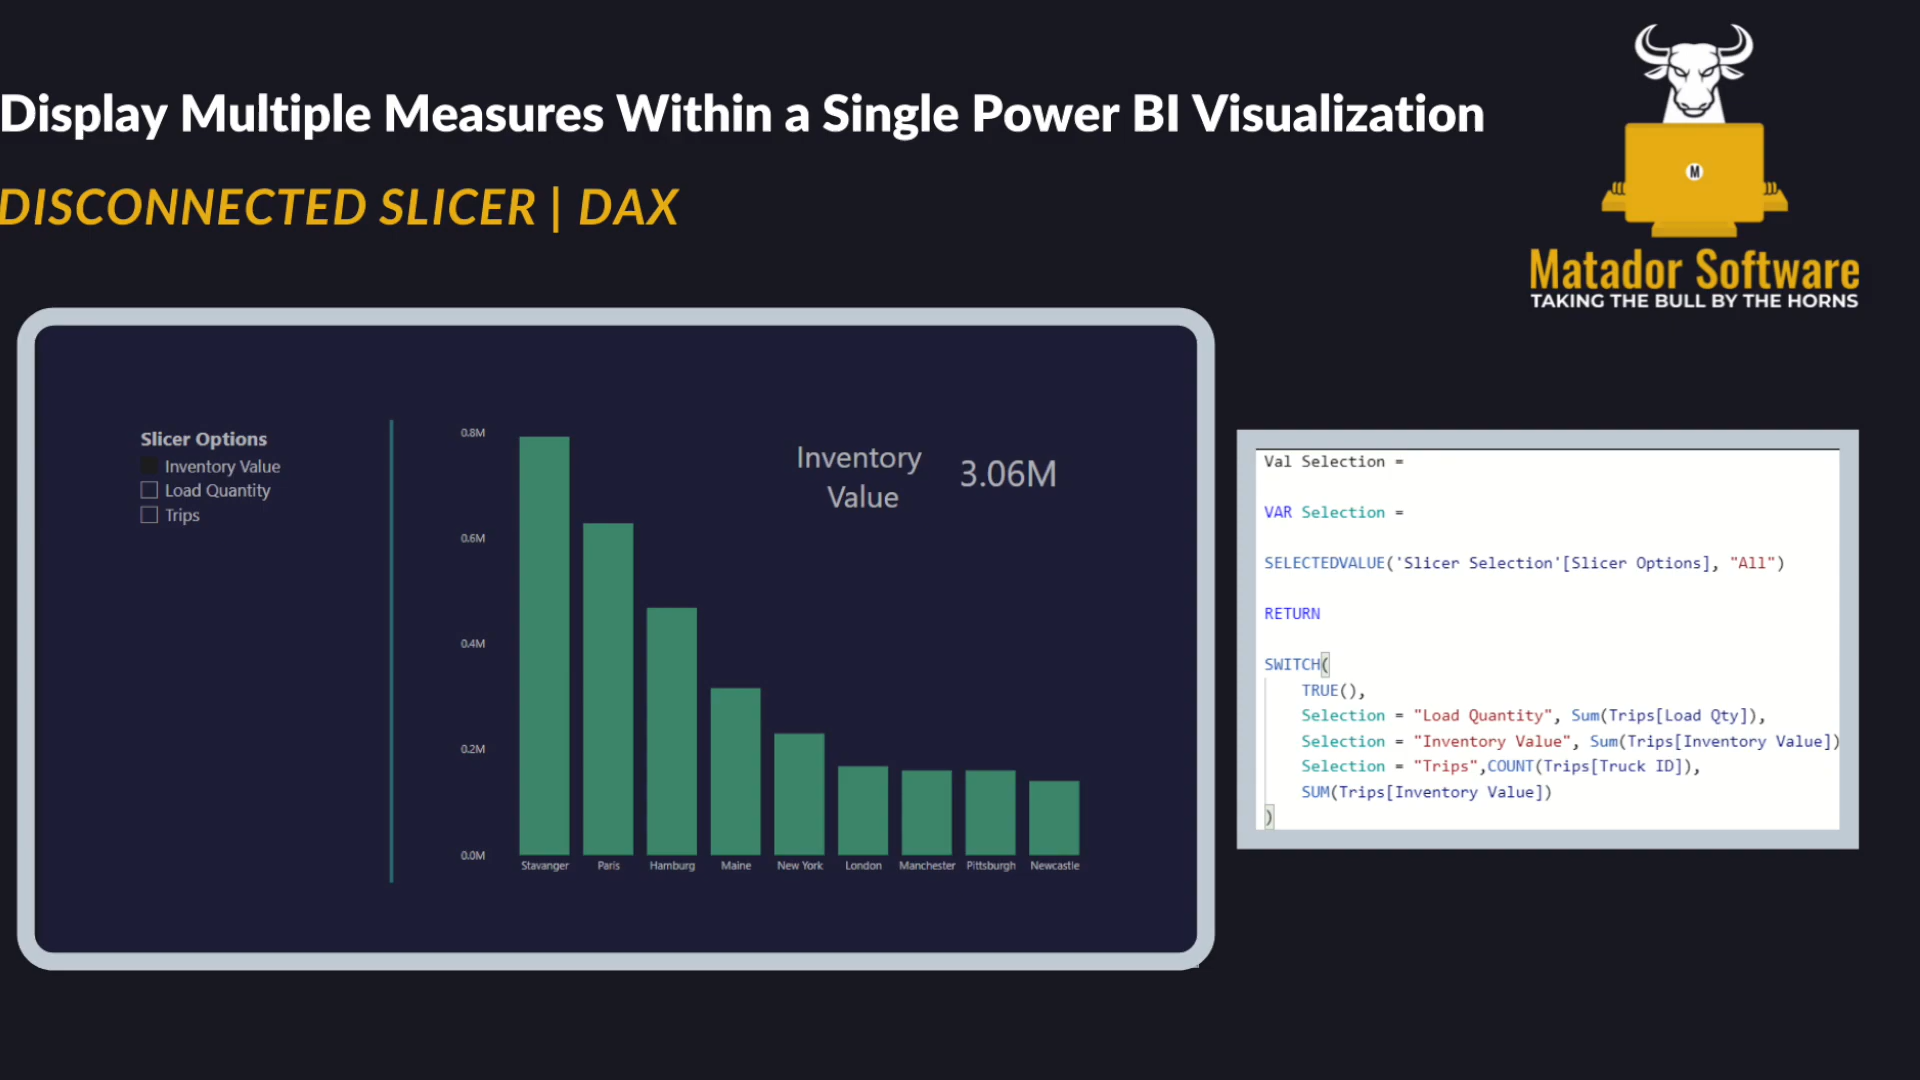 Display Multiple Measures Within a Single Power BI Visualization
DISCONNECTED SLICER | DAX
M
Matador Software
TAKING THE BULL BY THE HORNS
Slicer Options
Inventory Value
Load Quantity
Trips
0.8M
0.6M
0.4M
0.2M
0.0M
Inventory
Value
3.06M
Stavanger Paris Hamburg Maine New York London Manchester Pittsburgh Newcastle
Val Selection =
VAR Selection =
SELECTEDVALUE('Slicer Selection'[Slicer Options], "All")
RETURN
SWITCH(
TRUE(),
Selection = "Load Quantity", Sum(Trips[Load Qty]),
Selection = "Inventory Value", Sum(Trips[Inventory Value])
Selection = "Trips",COUNT(Trips[Truck ID]),
SUM(Trips[Inventory Value])
)